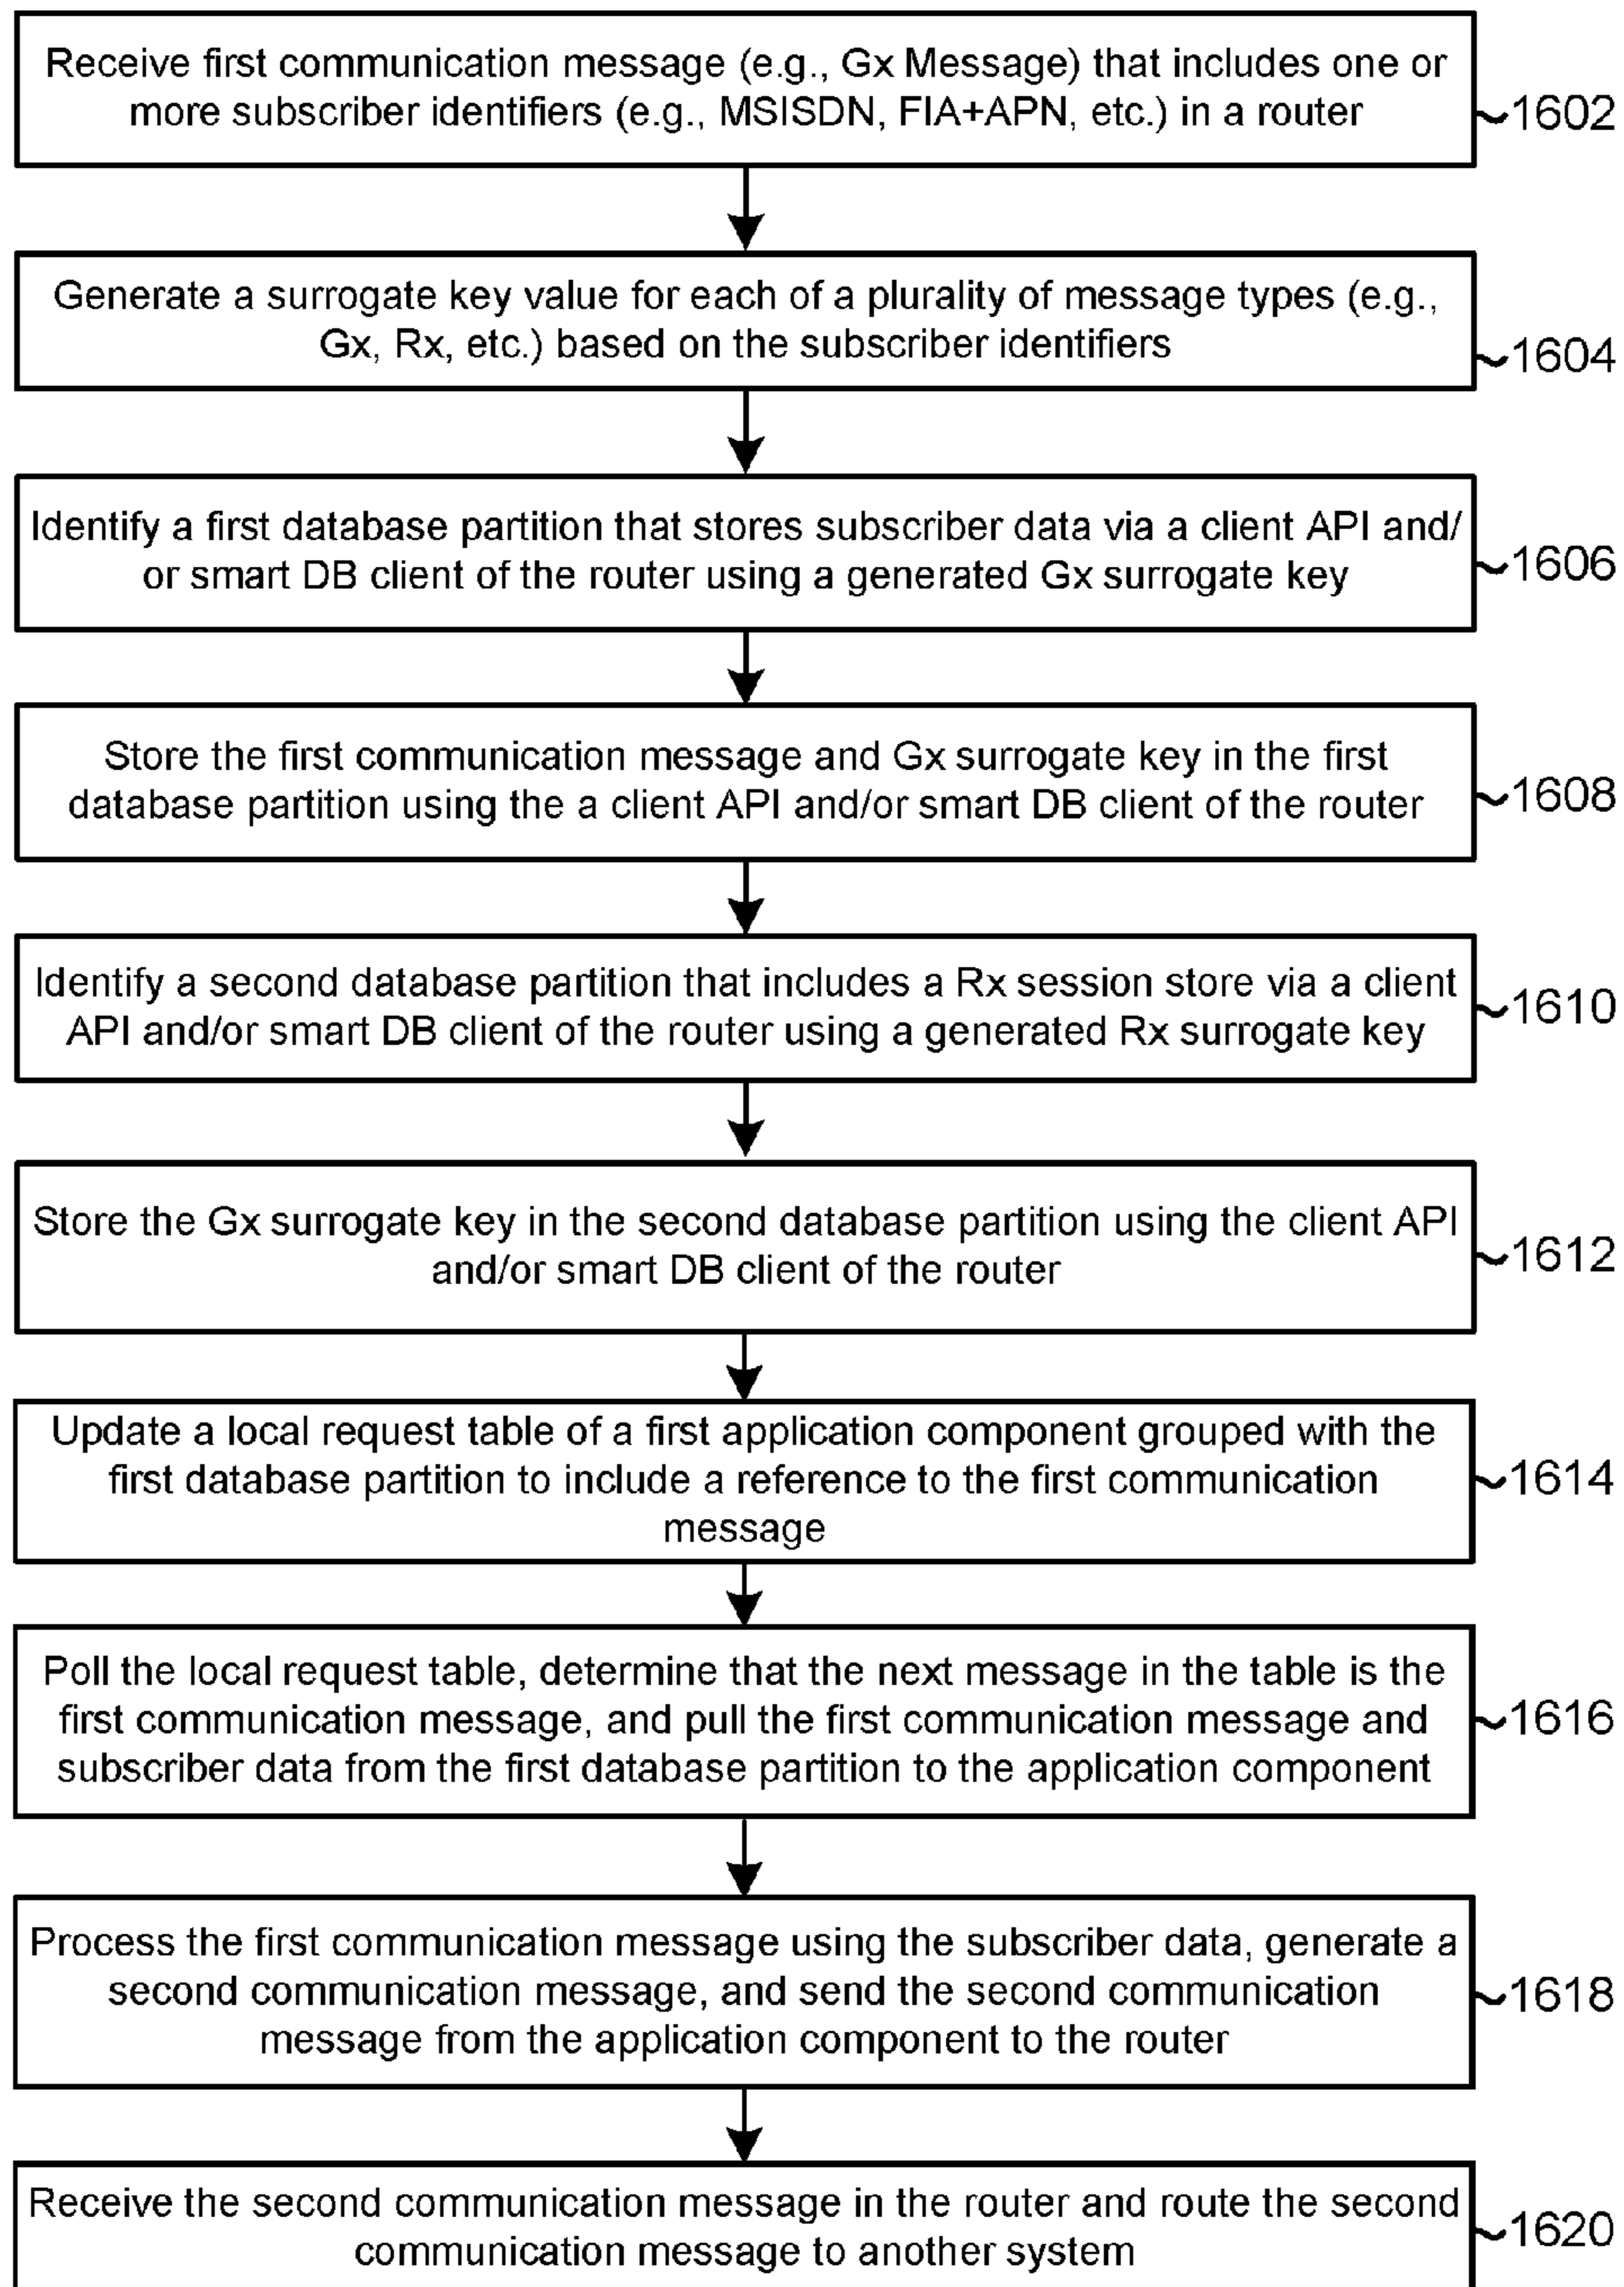 Receive first communication message (e.g., Gx Message) that includes one or
more subscriber identifiers (e.g., MSISDN, FIA+APN, etc.) in a router
1602
Generate a surrogate key value for each of a plurality of message types (e.g.,
Gx, Rx, etc.) based on the subscriber identifiers
1604
Identify a first database partition that stores subscriber data via a client API and/
or smart DB client of the router using a generated Gx surrogate key
1606
Store the first communication message and Gx surrogate key in the first
database partition using the a client API and/or smart DB client of the router
1608
Identify a second database partition that includes a Rx session store via a client
API and/or smart DB client of the router using a generated Rx surrogate key
1610
Store the Gx surrogate key in the second database partition using the client API
and/or smart DB client of the router
1612
Update a local request table of a first application component grouped with the
first database partition to include a reference to the first communication
message
1614
Poll the local request table, determine that the next message in the table is the
first communication message, and pull the first communication message and
subscriber data from the first database partition to the application component
1616
Process the first communication message using the subscriber data, generate a
second communication message, and send the second communication
message from the application component to the router
1618
Receive the second communication message in the router and route the second
communication message to another system
1620